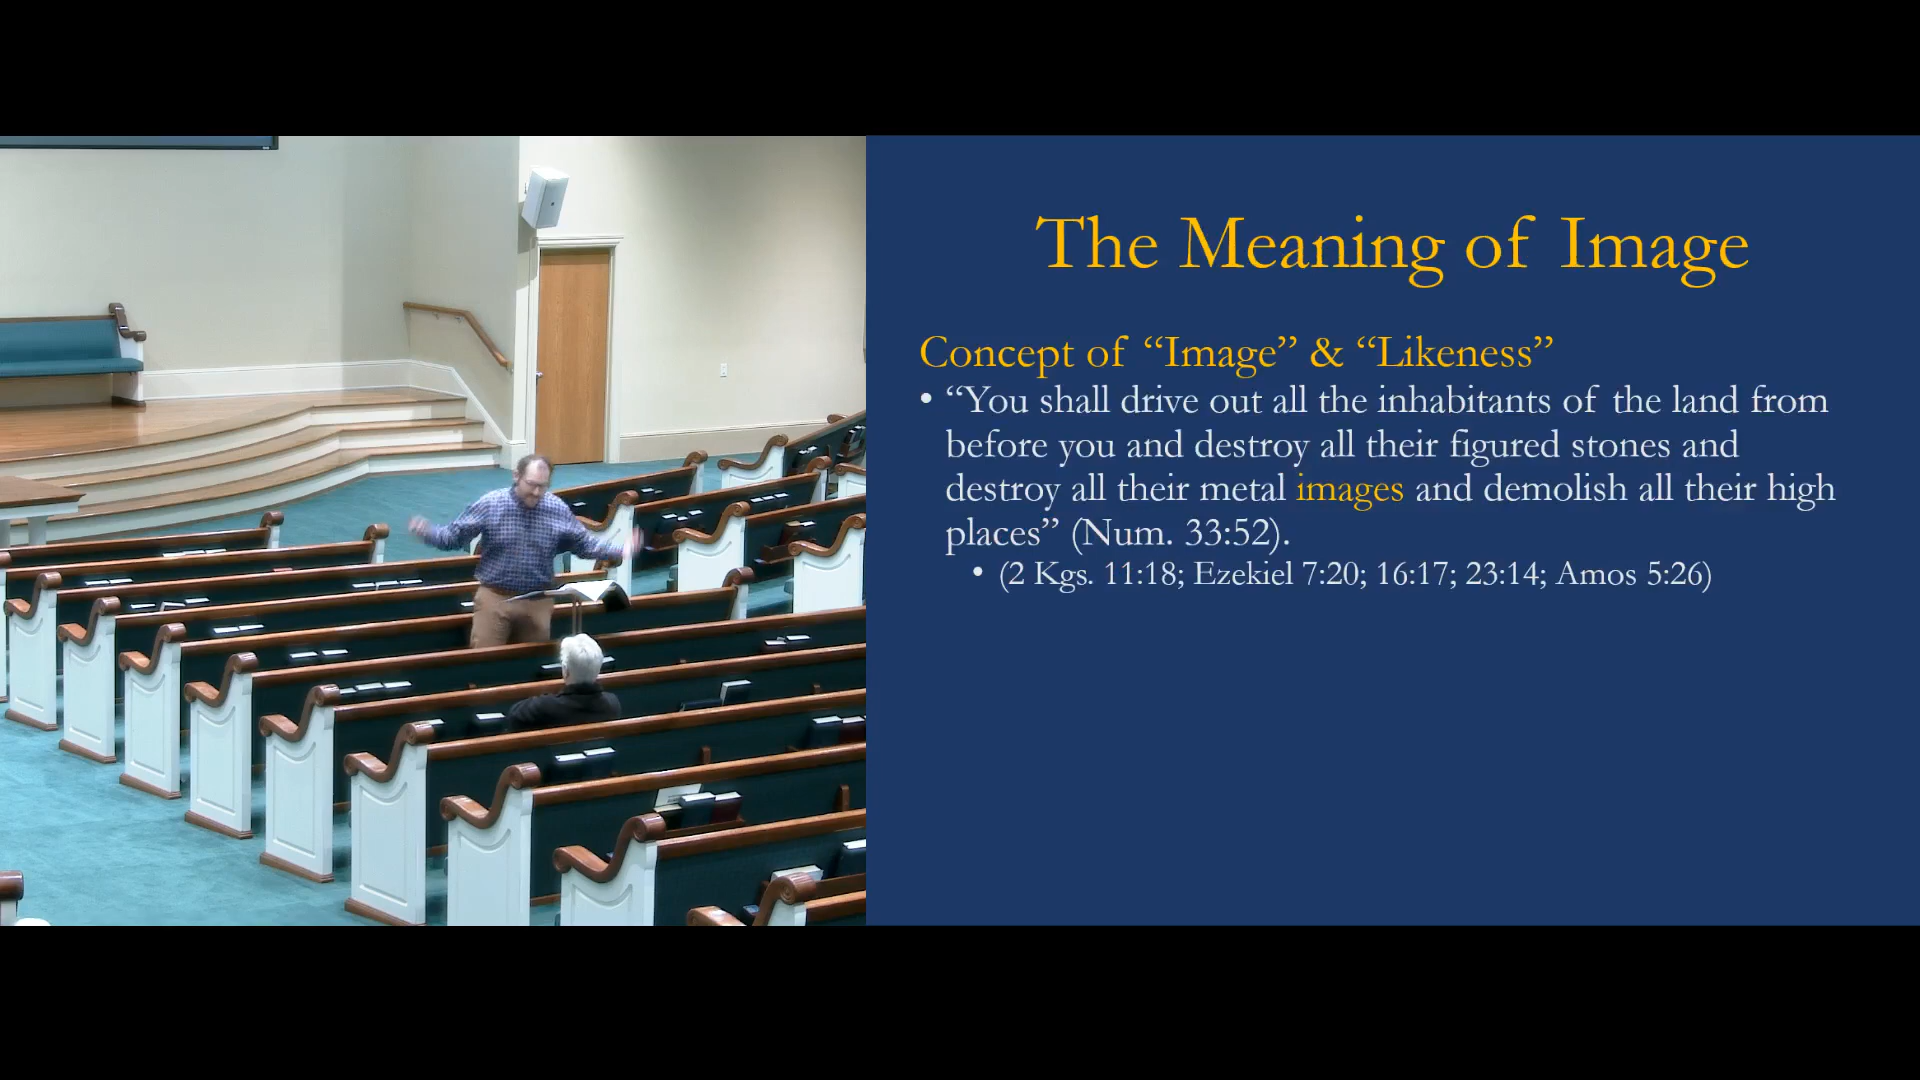 The Meaning of Image
Concept of “Image” & “Likeness”
• “You shall drive out all the inhabitants of the land from
before you and destroy all their figured stones and
destroy all their metal images and demolish all their high
places” (Num. 33:52).
• (2 Kgs. 11:18; Ezekiel 7:20; 16:17; 23:14; Amos 5:26)